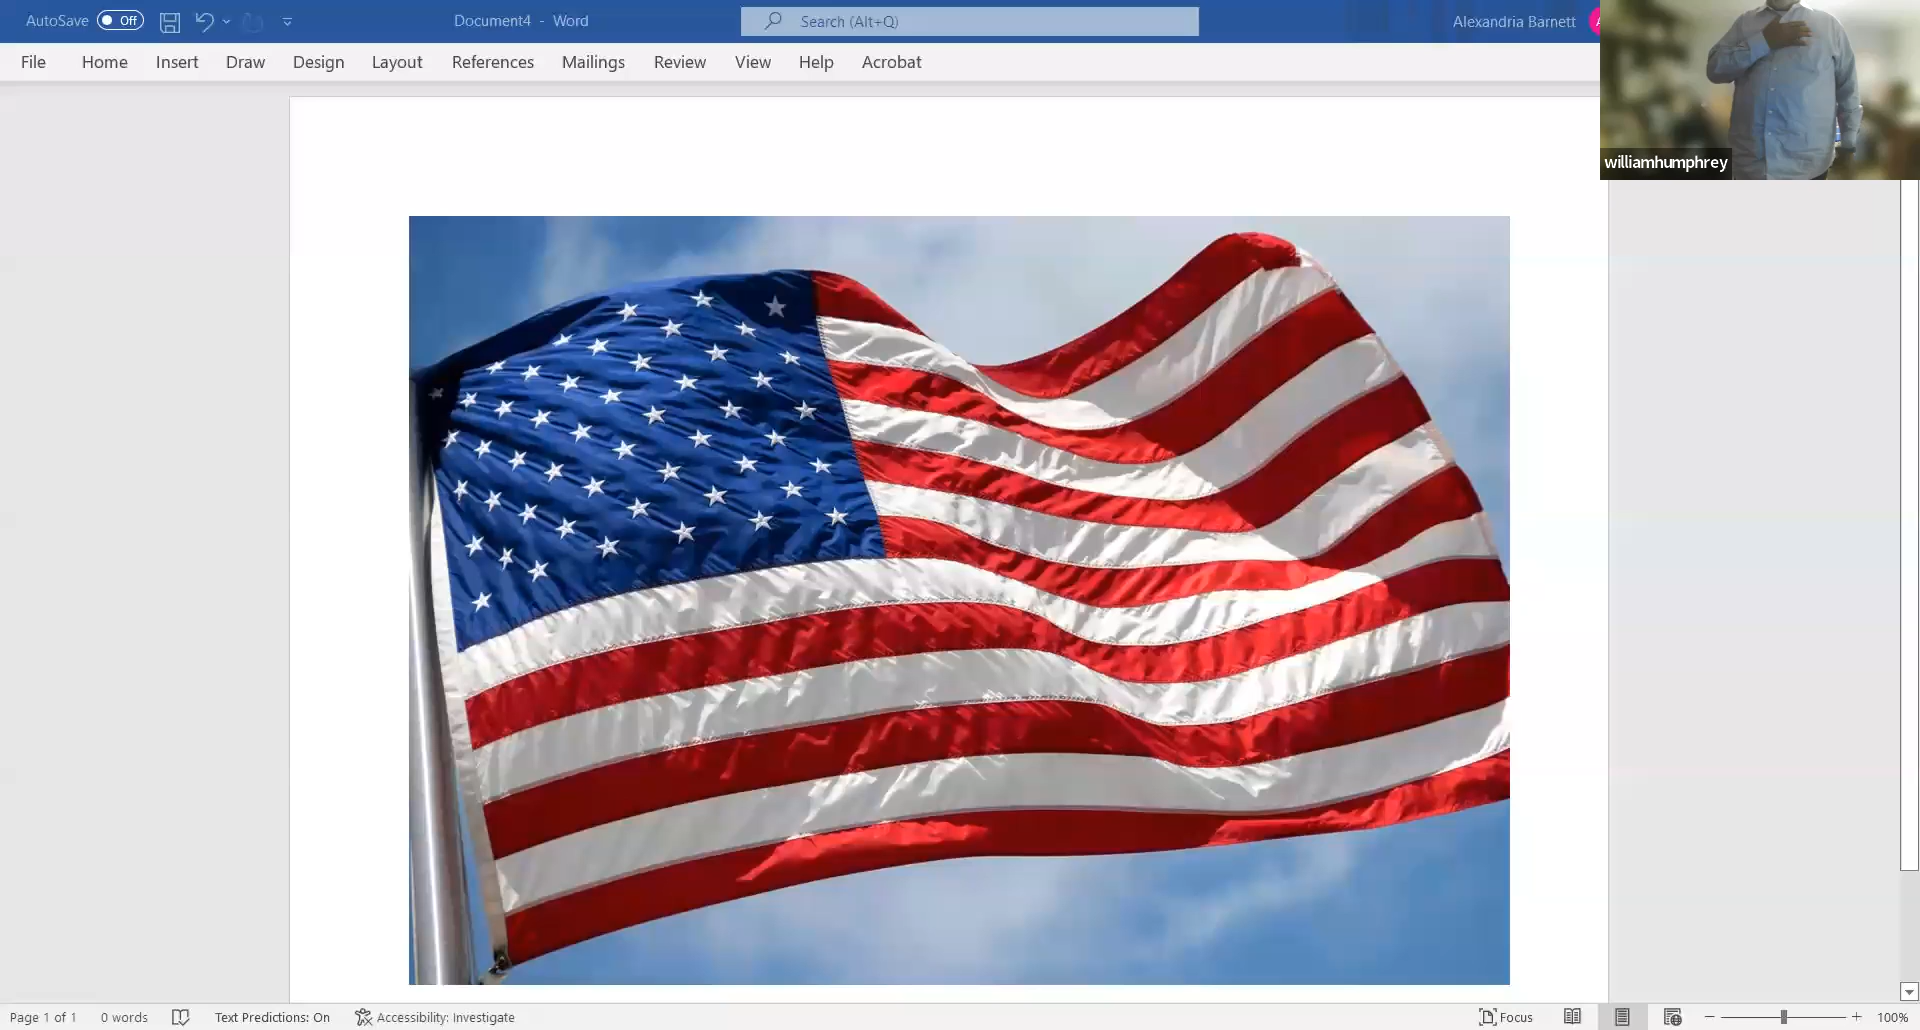 AutoSave Off Document4 - Word Search (Alt+Q) Alexandria Barnett
File Home Insert Draw Design Layout References Mailings Review View Help Acrobat
williamhumphrey
Page 1 of 1 0 words Text Predictions: On Accessibility: Investigate Focus 100%